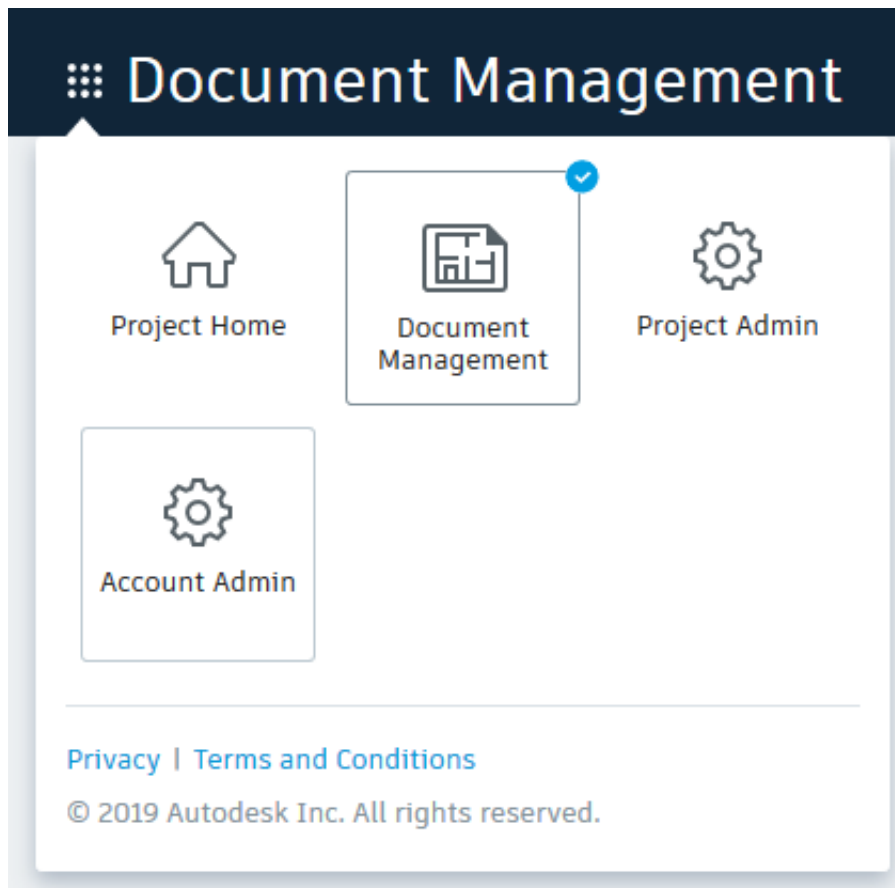 Document Management
Project Home
Document
Management
Project Admin
Account Admin
Privacy | Terms and Conditions
© 2019 Autodesk Inc. All rights reserved.